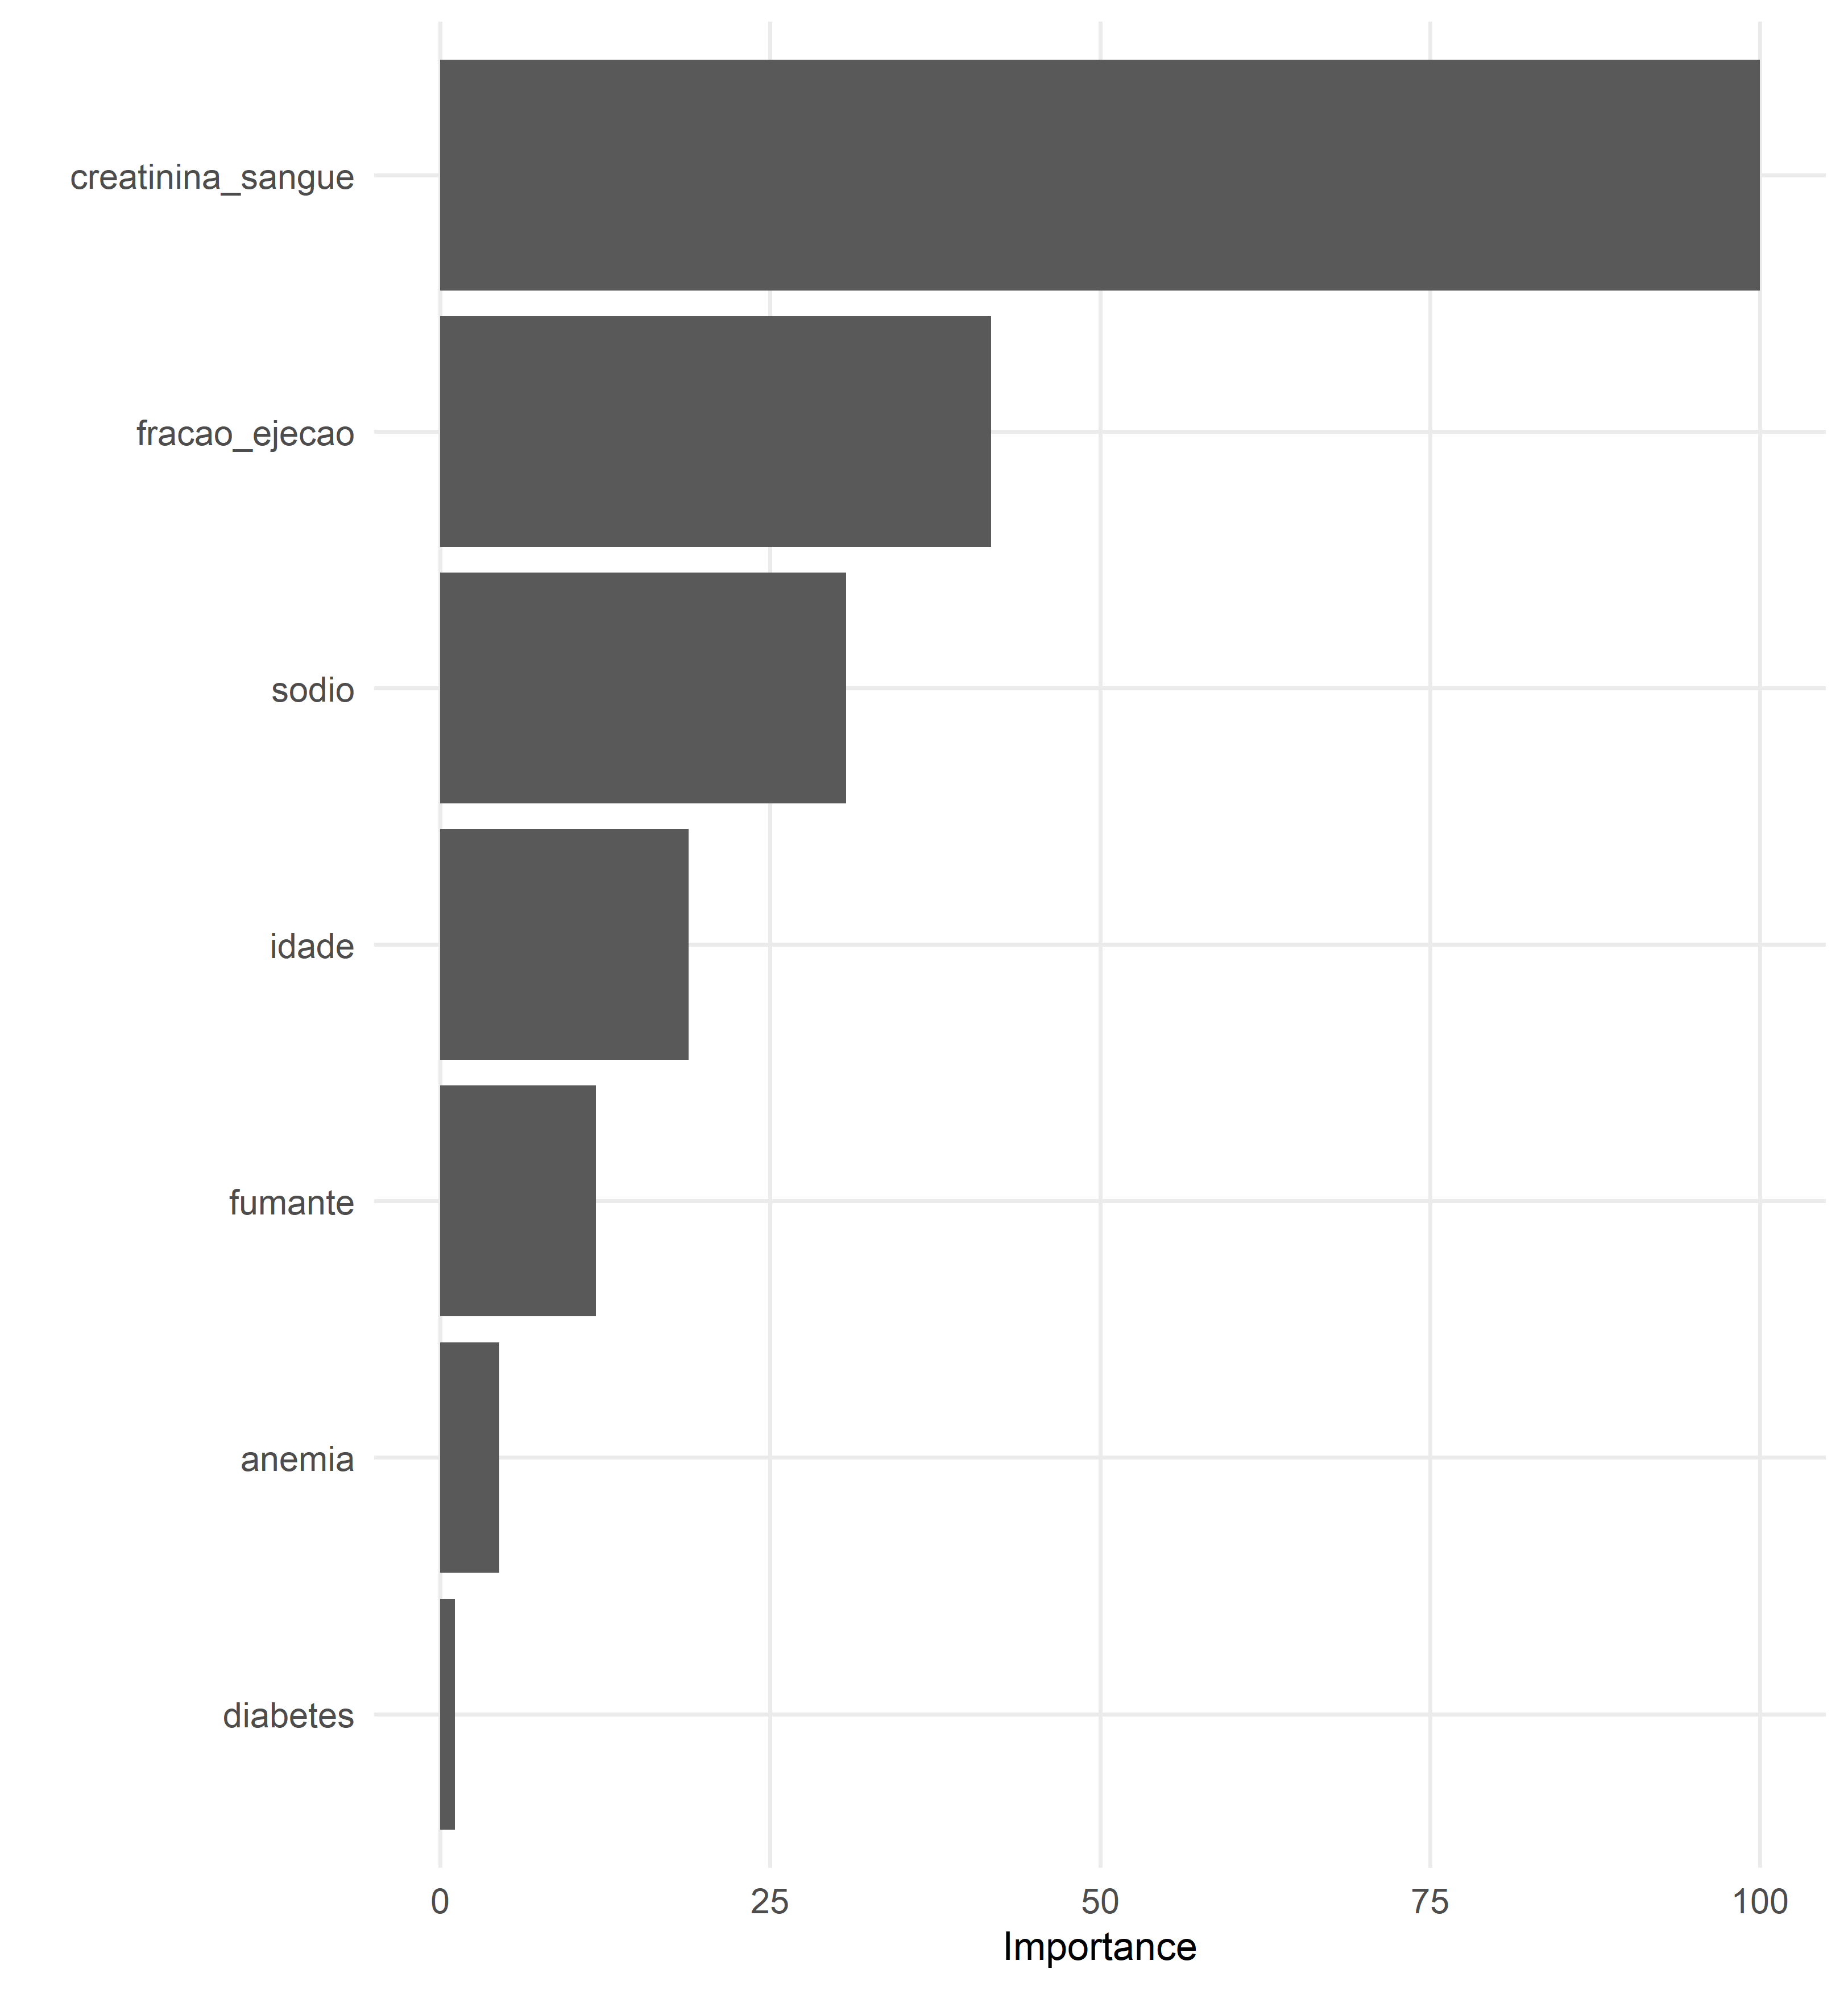 creatinina_sangue
fracao_ejecao
sodio
idade
fumante
anemia
diabetes
0 25 50 75 100
Importance